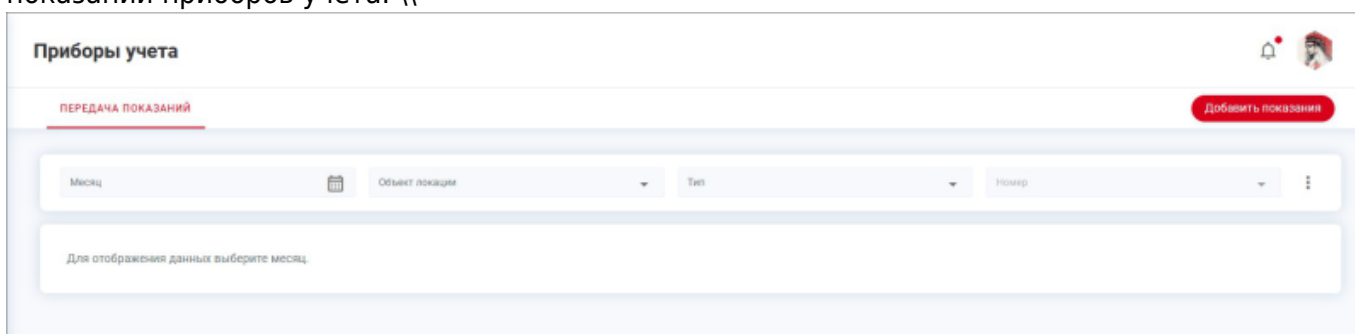 показаний приборов учета. \\
Приборы учета
ПЕРЕДАЧА ПОКАЗАНИЙ
Добавить показания
Месяц
Объект локации
Тип
Номер
Для отображения данных выберите месяц.